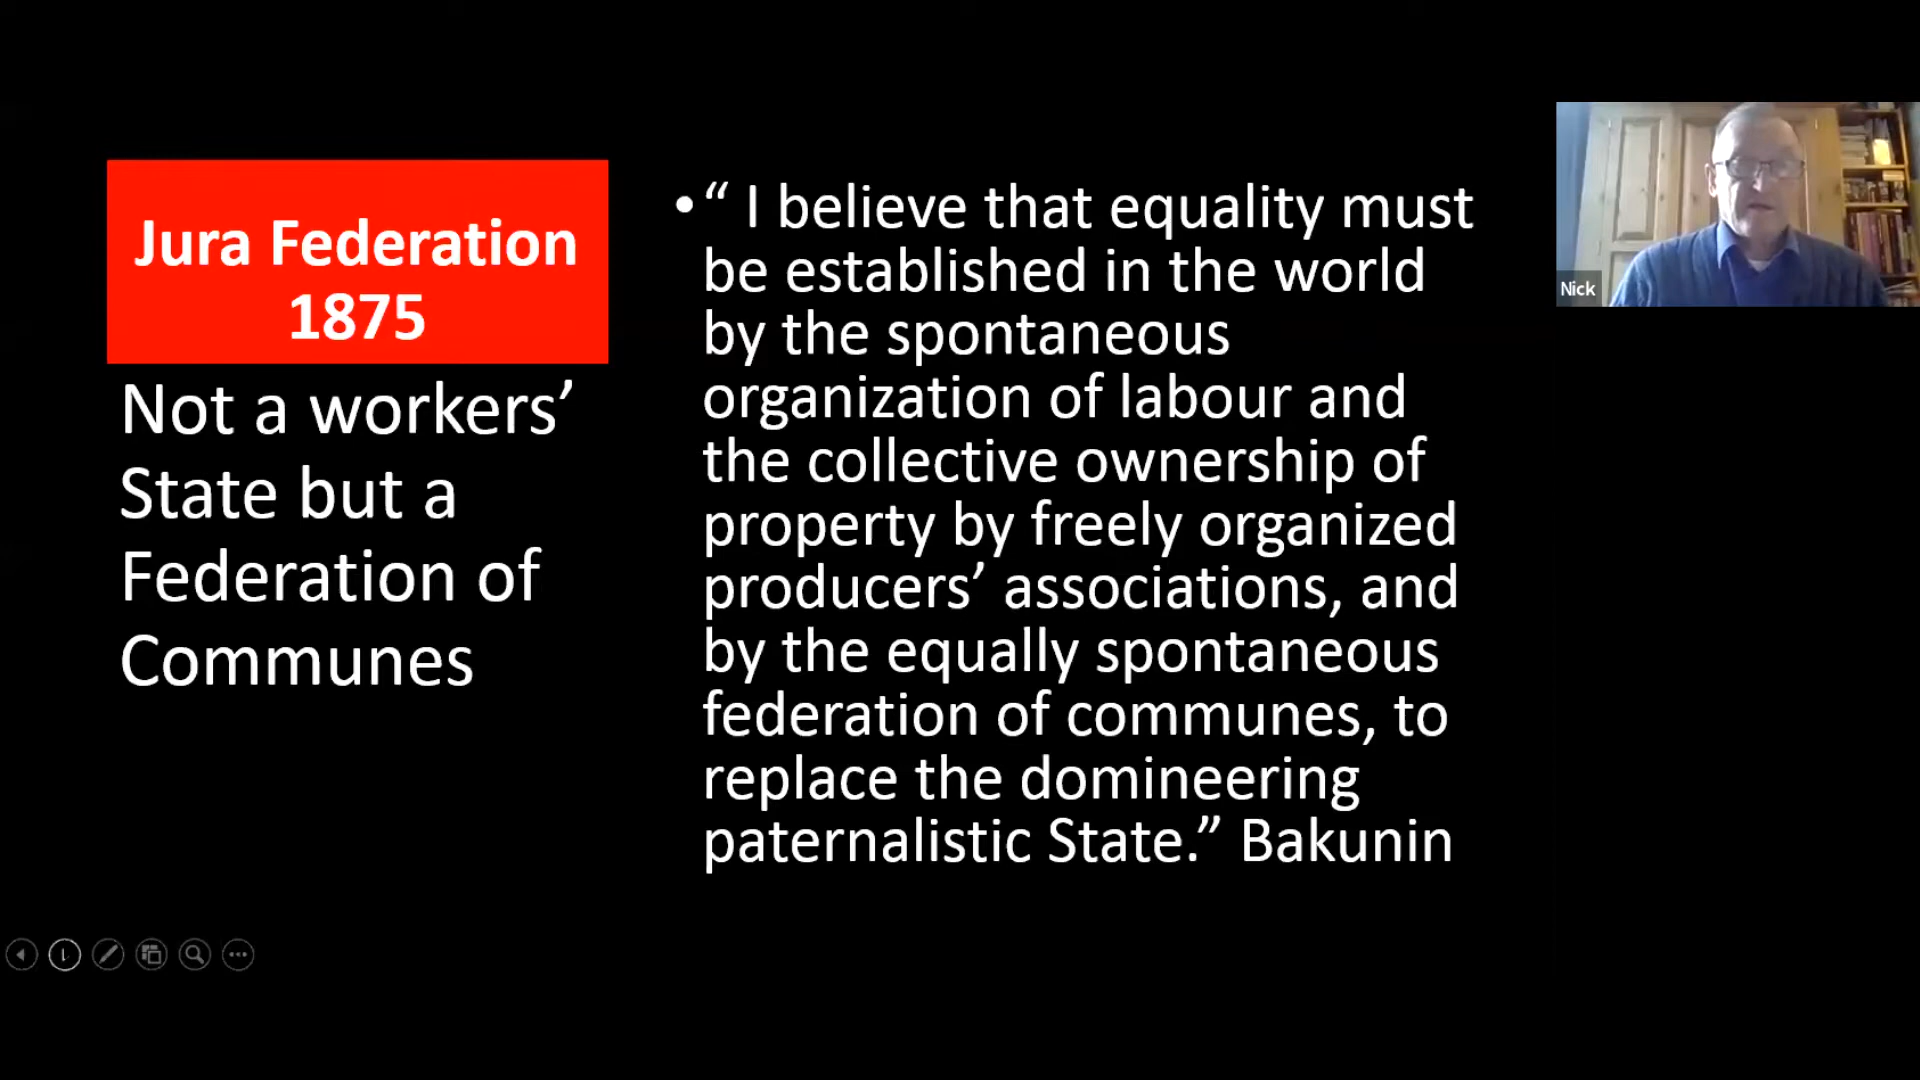 Jura Federation
1875
Not a workers’
State but a
Federation of
Communes
• “ I believe that equality must
be established in the world
by the spontaneous
organization of labour and
the collective ownership of
property by freely organized
producers’ associations, and
by the equally spontaneous
federation of communes, to
replace the domineering
paternalistic State.” Bakunin
Nick